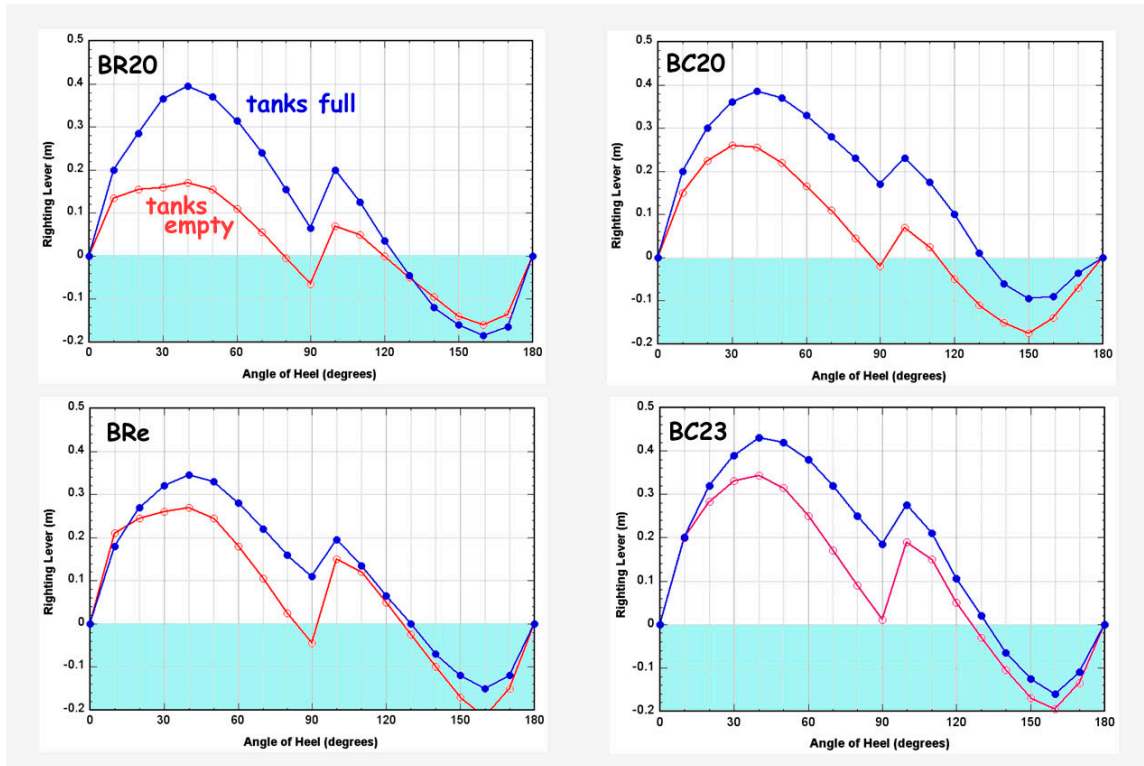 BR20
tanks full
tanks
empty
0.5
0.4
0.3
0.2
0.1
0
-0.1
-0.2
Righting Lever (m)
0 30 60 90 120 150 180
Angle of Heel (degrees)
BC20
0.5
0.4
0.3
0.2
0.1
0
-0.1
-0.2
Righting Lever (m)
0 30 60 90 120 150 180
Angle of Heel (degrees)
BRe
0.5
0.4
0.3
0.2
0.1
0
-0.1
-0.2
Righting Lever (m)
0 30 60 90 120 150 180
Angle of Heel (degrees)
BC23
0.5
0.4
0.3
0.2
0.1
0
-0.1
-0.2
Righting Lever (m)
0 30 60 90 120 150 180
Angle of Heel (degrees)